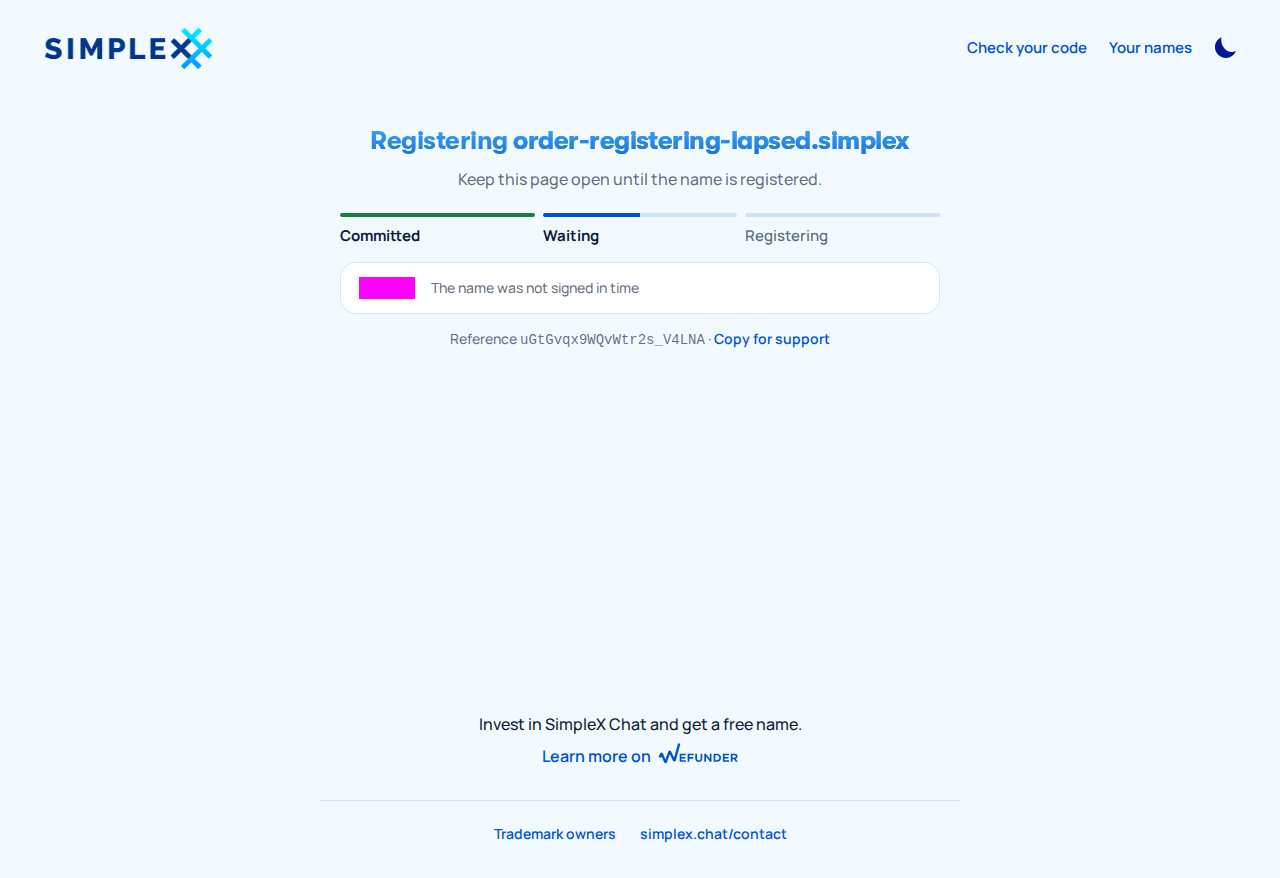 SIMPLEX
Check your code
Your names
Registering order-registering-lapsed.simplex
Keep this page open until the name is registered.
Committed
Waiting
Registering
The name was not signed in time
Reference uGtGvqx9WQvWtr2s_V4LNA · Copy for support
Invest in SimpleX Chat and get a free name.
Learn more on WEFUNDER
Trademark owners
simplex.chat/contact